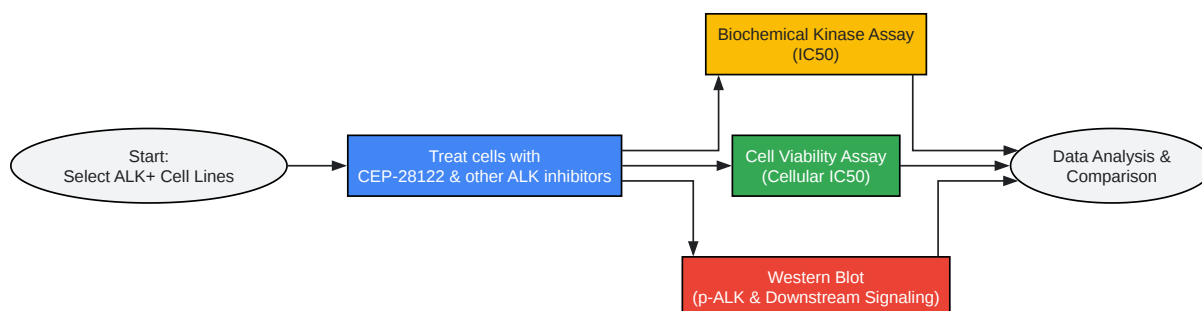 Start:
Select ALK+ Cell Lines
Treat cells with
CEP-28122 & other ALK inhibitors
Biochemical Kinase Assay
(IC50)
Cell Viability Assay
(Cellular IC50)
Western Blot
(p-ALK & Downstream Signaling)
Data Analysis &
Comparison